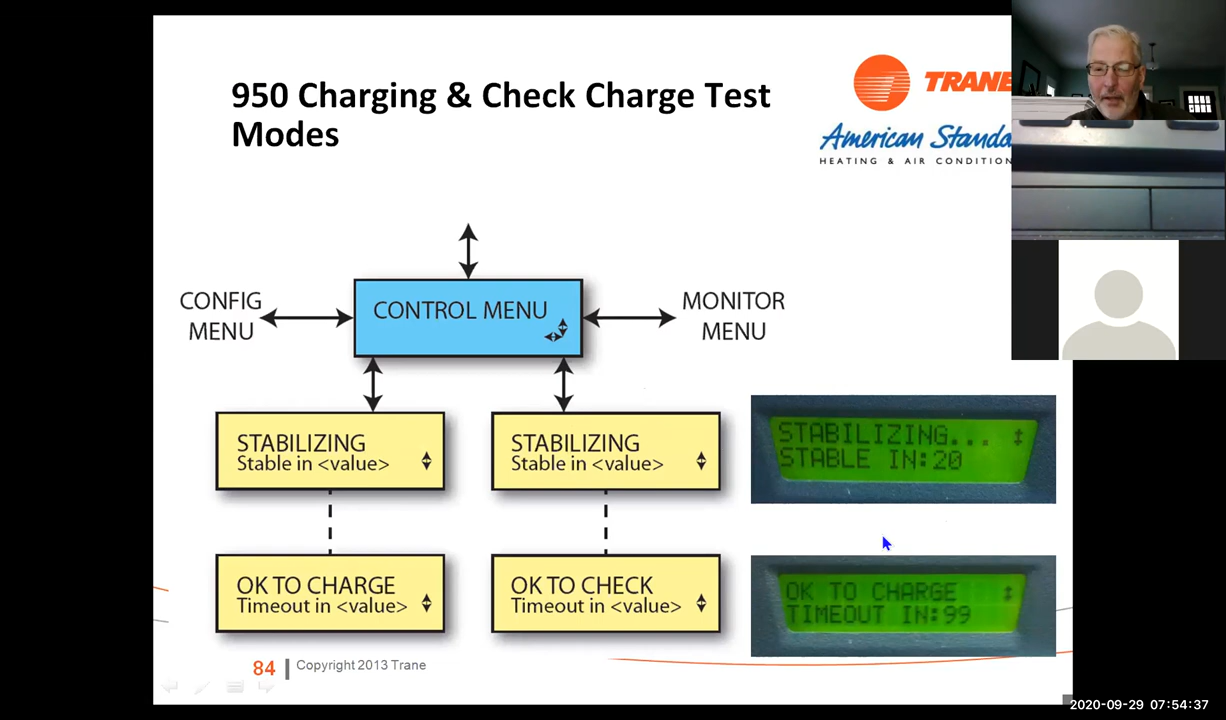 950 Charging & Check Charge Test
Modes
TRANE
American Standa
HEATING & AIR CONDITION
CONFIG
MENU
CONTROL MENU
MONITOR
MENU
STABILIZING
Stable in <value>
STABILIZING
Stable in <value>
STABILIZING...
STABLE IN:20
OK TO CHARGE
Timeout in <value>
OK TO CHECK
Timeout in <value>
OK TO CHARGE
TIMEOUT IN:99
84
Copyright 2013 Trane
2020-09-29 07:54:37